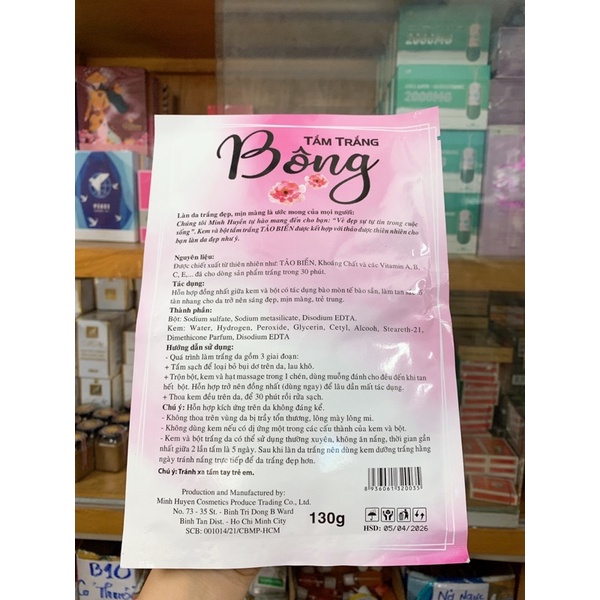 2000MG
2000MG
TẮM TRẮNG
Bông
Làn da trắng đẹp, mịn màng là ước mong của mọi người:
Chúng tôi Minh Huyền tự hào mang đến cho bạn: "Vẻ đẹp sự tự tin trong cuộc
sống". Kem và bột tắm trắng TẢO BIỂN được kết hợp với thảo dược thiên nhiên cho
bạn làn da đẹp như ý.
Nguyên liệu:
Được chiết xuất từ thiên nhiên như: TẢO BIỂN, Khoáng Chất và các Vitamin A, B,
C, E,... đã cho dòng sản phẩm trắng trong 30 phút.
Tác dụng:
Hỗn hợp đồng nhất giữa kem và bột có tác dụng bào mòn tế bào sần, làm tan
tàn nhang cho da trở nên sáng đẹp, mịn màng, trẻ trung.
Thành phần:
Bột: Sodium sulfate, Sodium metasilicate, Disodium EDTA.
Kem: Water, Hydrogen, Peroxide, Glycerin, Cetyl, Alcooh, Steareth-21,
Dimethicone Parfum, Disodium EDTA
Hướng dẫn sử dụng:
- Quá trình làm trắng da gồm 3 giai đoạn:
+ Tắm sạch để loại bỏ bụi dơ trên da, lau khô.
+ Trộn bột, kem và hạt massage trong 1 chén, dùng muỗng đánh cho đều đến khi tan
hết bột. Hỗn hợp trở nên đồng nhất (dùng ngay) để lâu dần mất tác dụng.
+ Thoa kem đều trên da, để 30 phút rồi rửa sạch.
Chú ý: Hỗn hợp kích ứng trên da không đáng kể.
- Không thoa trên vùng da bị trầy tổn thương, lông mày lông mi.
- Không dùng kem nếu có dị ứng một trong các cấu thành của kem và bột.
- Kem và bột trắng da có thể sử dụng thường xuyên, không ăn nắng, thời gian gần
nhất giữa 2 lần tắm là 5 ngày. Sau khi làn da trắng nên dùng kem dưỡng trắng hàng
ngày tránh nắng trực tiếp để da trắng đẹp hơn.
Chú ý: Tránh xa tầm tay trẻ em.
Production and Manufactured by:
Minh Huyen Cosmetics Produce Trading Co., Ltd.
No. 73 - 35 St. - Binh Tri Dong B Ward
Binh Tan Dist. - Ho Chi Minh City
SCB: 001014/21/CBMP-HCM
130g
8 936061 320035
HSD: 05/04/2026
B10